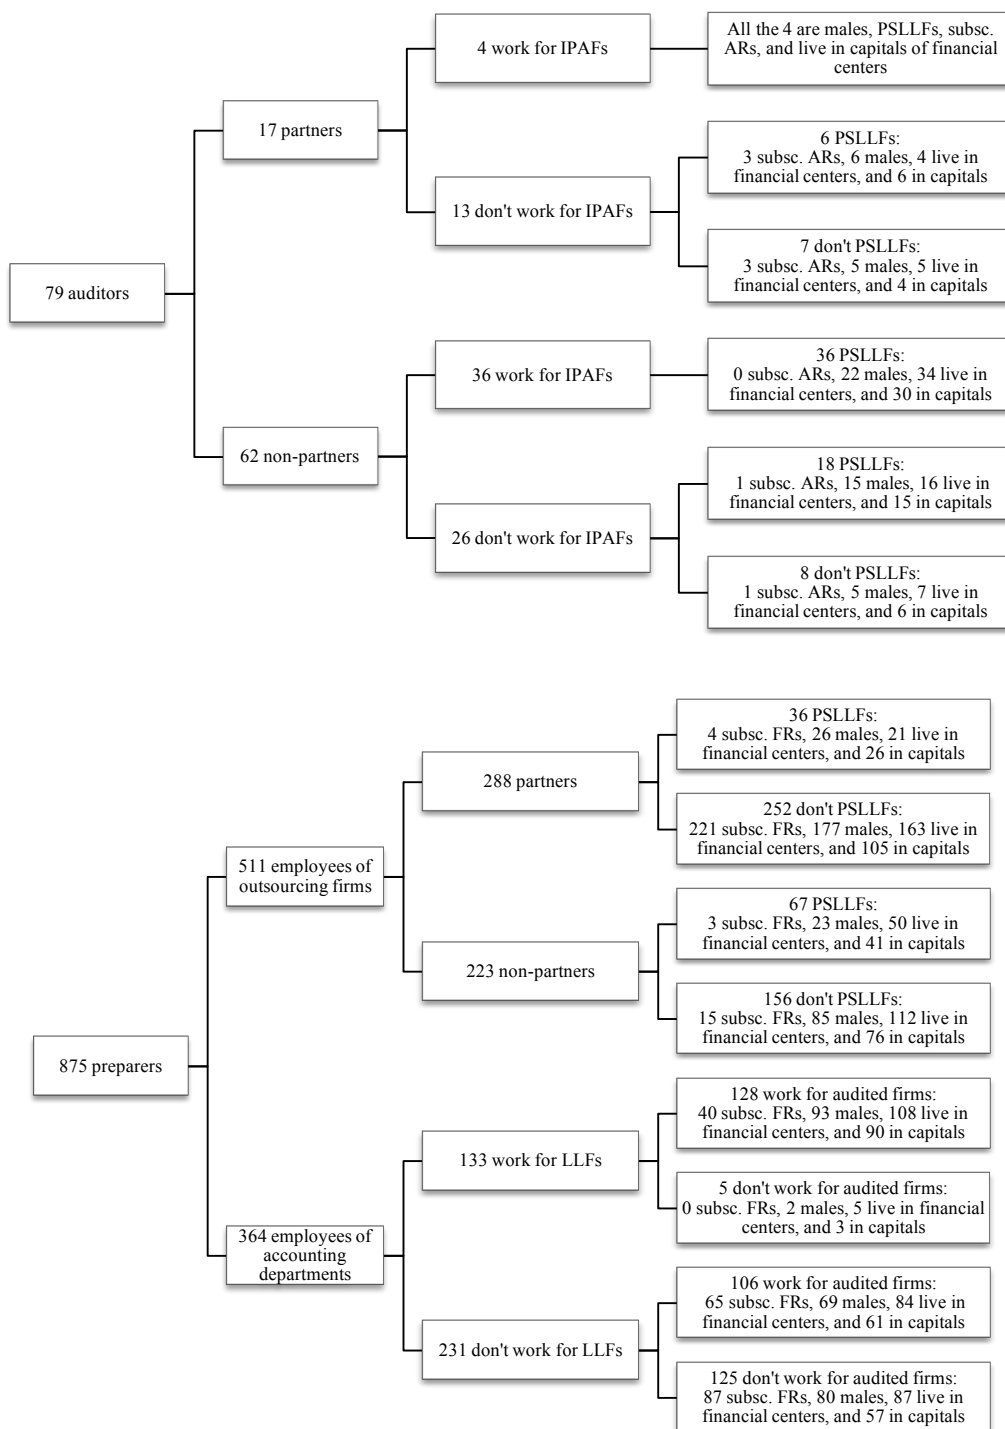 4 work for IPAFs
All the 4 are males, PSLLFs, subsc.
ARs, and live in capitals of financial
centers
17 partners
6 PSLLFs:
3 subsc. ARs, 6 males, 4 live in
financial centers, and 6 in capitals
13 don't work for IPAFs
7 don't PSLLFs:
3 subsc. ARs, 5 males, 5 live in
financial centers, and 4 in capitals
79 auditors
36 work for IPAFs
36 PSLLFs:
0 subsc. ARs, 22 males, 34 live in
financial centers, and 30 in capitals
62 non-partners
18 PSLLFs:
1 subsc. ARs, 15 males, 16 live in
financial centers, and 15 in capitals
26 don't work for IPAFs
8 don't PSLLFs:
1 subsc. ARs, 5 males, 7 live in
financial centers, and 6 in capitals
36 PSLLFs:
4 subsc. FRs, 26 males, 21 live in
financial centers, and 26 in capitals
288 partners
252 don't PSLLFs:
221 subsc. FRs, 177 males, 163 live in
financial centers, and 105 in capitals
511 employees of
outsourcing firms
67 PSLLFs:
3 subsc. FRs, 23 males, 50 live in
financial centers, and 41 in capitals
223 non-partners
156 don't PSLLFs:
15 subsc. FRs, 85 males, 112 live in
financial centers, and 76 in capitals
875 preparers
128 work for audited firms:
40 subsc. FRs, 93 males, 108 live in
financial centers, and 90 in capitals
133 work for LLFs
5 don't work for audited firms:
0 subsc. FRs, 2 males, 5 live in financial
centers, and 3 in capitals
364 employees of
accounting
departments
106 work for audited firms:
65 subsc. FRs, 69 males, 84 live in
financial centers, and 61 in capitals
231 don't work for LLFs
125 don't work for audited firms:
87 subsc. FRs, 80 males, 87 live in
financial centers, and 57 in capitals